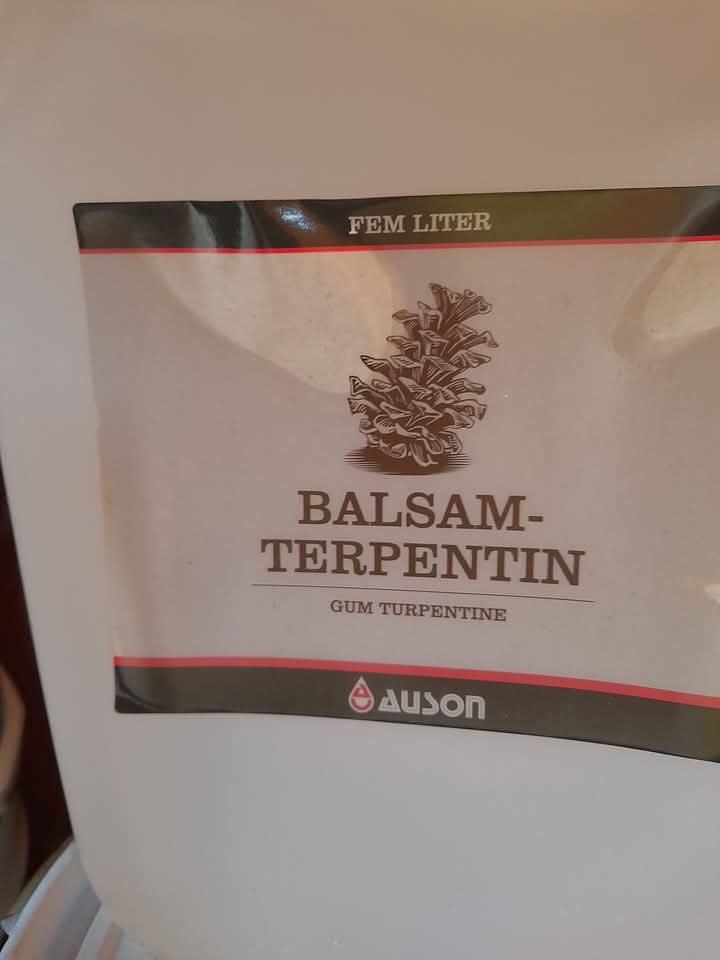 FEM LITER
BALSAM-
TERPENTIN
GUM TURPENTINE
AUSON